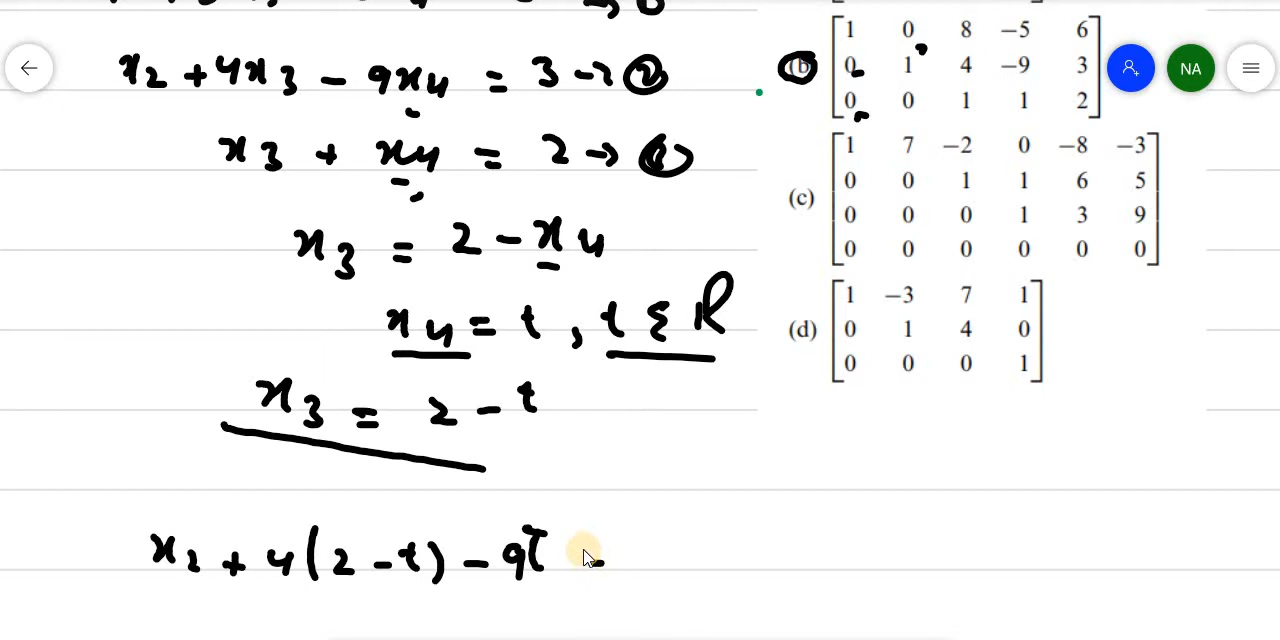 x₂ + 4x₃ - 9x₄ = 3 → ②
x₃ + x₄ = 2 → ①
x₃ = 2 - x₄
x₄ = t, t ∈ R
x₃ = 2 - t
x₂ + 4(2 - t) - 9t =
(b)
1 0 8 −5 6
0 1 4 −9 3
0 0 1 1 2
NA
(c)
1 7 −2 0 −8 −3
0 0 1 1 6 5
0 0 0 1 3 9
0 0 0 0 0 0
(d)
1 −3 7 1
0 1 4 0
0 0 0 1